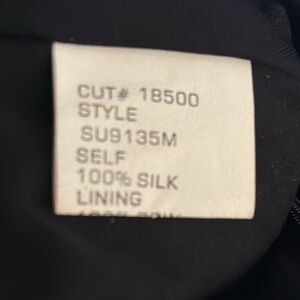 CUT# 18500
STYLE
SU9135M
SELF
100% SILK
LINING